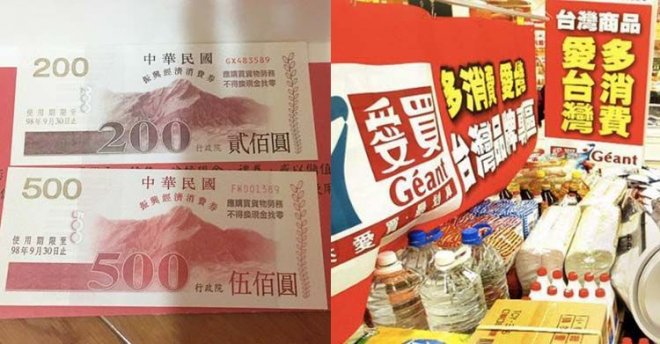 200
中華民國
GX483589
振興經濟消費券
應購買貨物勞務
不得換現金找零
使用期限至
98年9月30日止
200
行政院
貳佰圓
500
中華民國
FW001589
振興經濟消費券
應購買貨物勞務
不得換現金找零
使用期限至
98年9月30日止
500
行政院
伍佰圓
愛買
Géant
多消費 愛台灣
台灣品牌專區
台灣商品
多消費
愛台灣
Géant